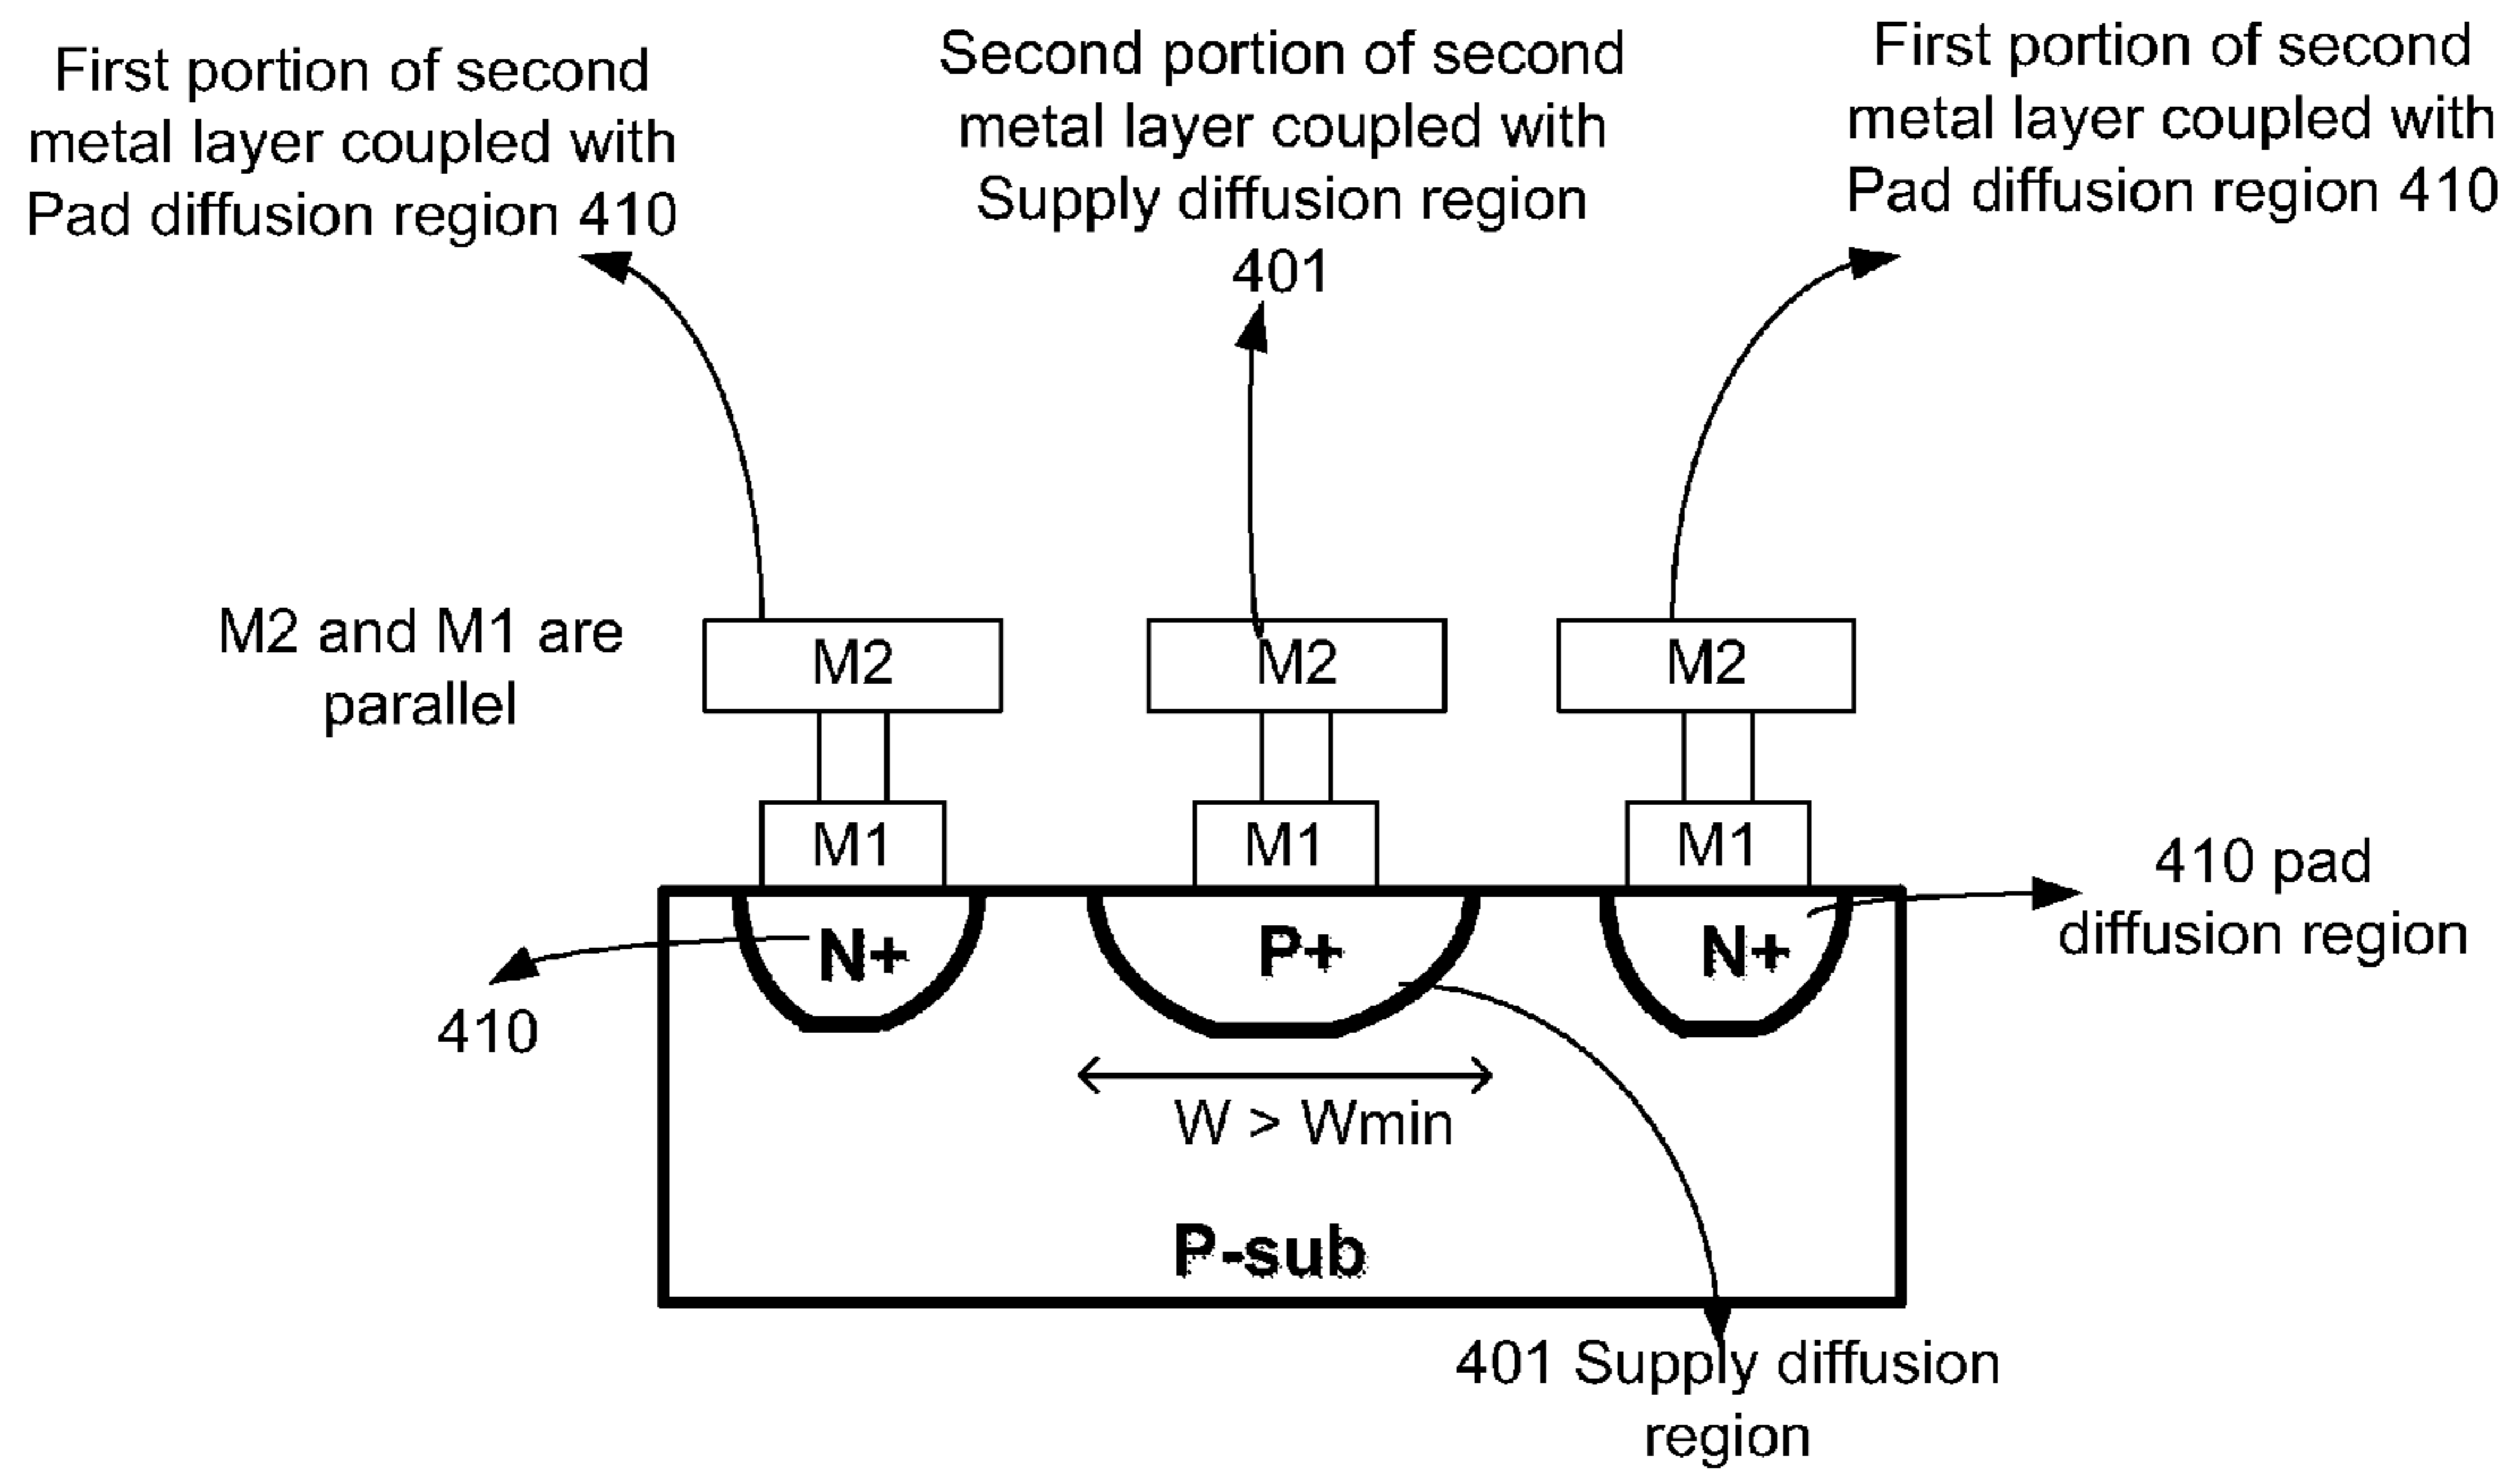 First portion of second
metal layer coupled with
Pad diffusion region 410
Second portion of second
metal layer coupled with
Supply diffusion region
401
First portion of second
metal layer coupled with
Pad diffusion region 410
M2 and M1 are
parallel
M2
M2
M2
M1
M1
M1
410 pad
diffusion region
N+
P+
N+
410
W > Wmin
P-sub
401 Supply diffusion
region